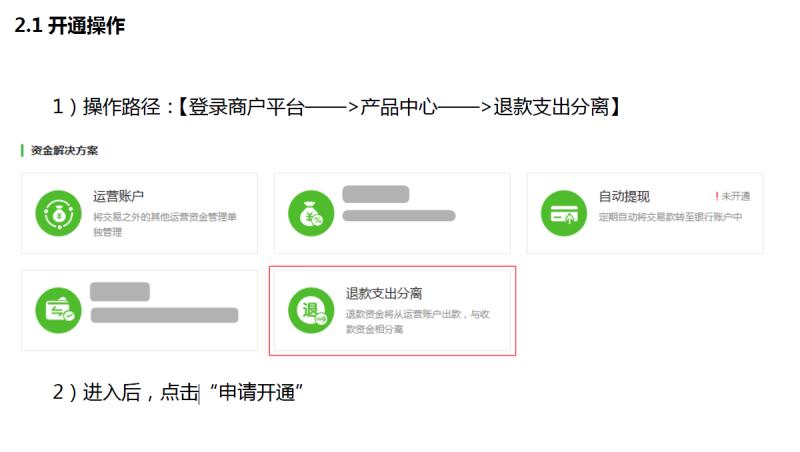 2.1 开通操作
1）操作路径：【登录商户平台——>产品中心——>退款支出分离】
资金解决方案
运营账户
将交易之外的其他运营资金管理单
独管理
自动提现
！未开通
定期自动将交易款转至银行账户中
退
退款支出分离
退款资金将从运营账户出款，与收
款资金相分离
2）进入后，点击“申请开通”